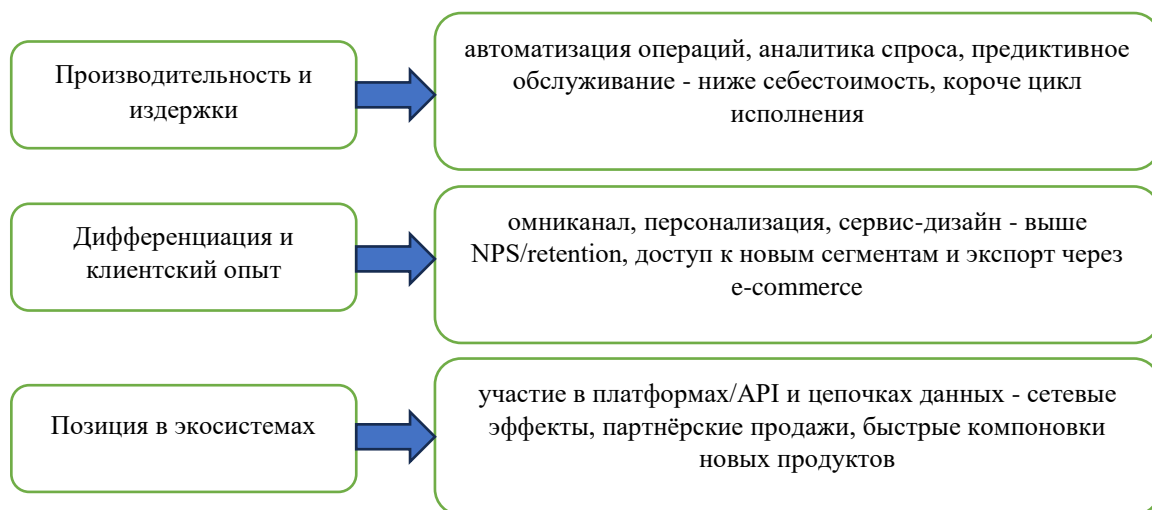 Производительность и
издержки
автоматизация операций, аналитика спроса, предиктивное
обслуживание - ниже себестоимость, короче цикл
исполнения
Дифференциация и
клиентский опыт
омниканал, персонализация, сервис-дизайн - выше
NPS/retention, доступ к новым сегментам и экспорт через
e-commerce
Позиция в экосистемах
участие в платформах/API и цепочках данных - сетевые
эффекты, партнёрские продажи, быстрые компоновки
новых продуктов